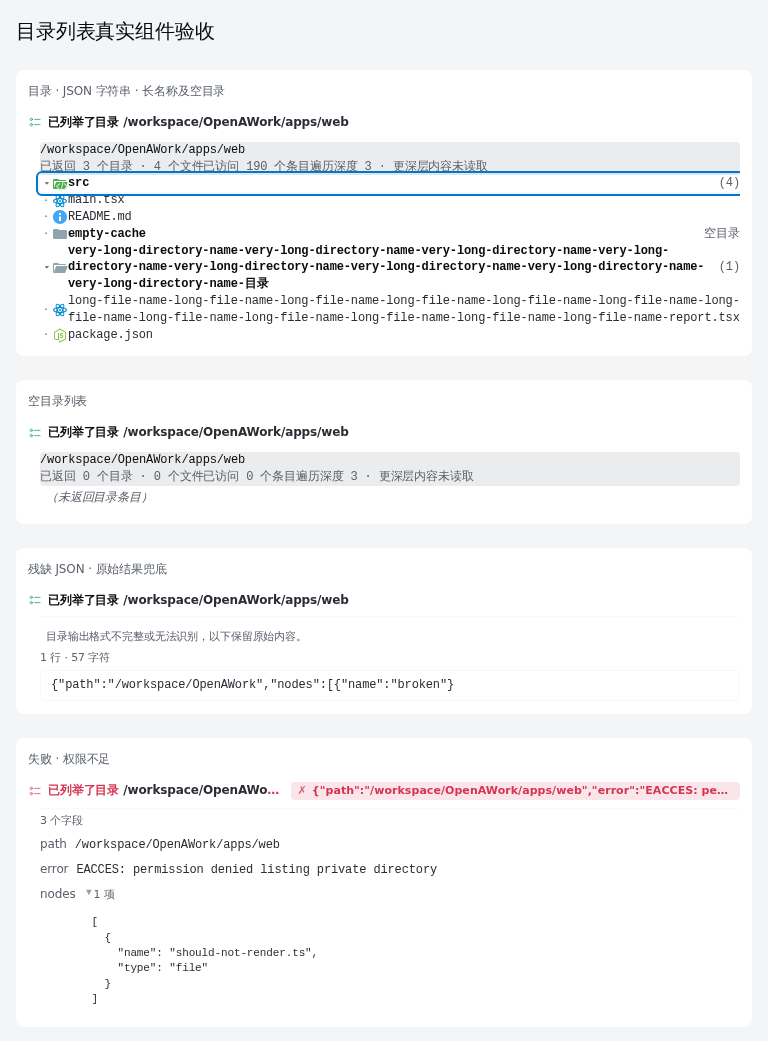 目录列表真实组件验收
目录 · JSON 字符串 · 长名称及空目录
已列举了目录 /workspace/OpenAWork/apps/web
/workspace/OpenAWork/apps/web
已返回 3 个目录 · 4 个文件已访问 190 个条目遍历深度 3 · 更深层内容未读取
src (4)
main.tsx
README.md
empty-cache 空目录
very-long-directory-name-very-long-directory-name-very-long-directory-name-very-long-
directory-name-very-long-directory-name-very-long-directory-name-very-long-directory-name- (1)
very-long-directory-name-目录
long-file-name-long-file-name-long-file-name-long-file-name-long-file-name-long-file-name-long-
file-name-long-file-name-long-file-name-long-file-name-long-file-name-long-file-name-report.tsx
package.json
空目录列表
已列举了目录 /workspace/OpenAWork/apps/web
/workspace/OpenAWork/apps/web
已返回 0 个目录 · 0 个文件已访问 0 个条目遍历深度 3 · 更深层内容未读取
（未返回目录条目）
残缺 JSON · 原始结果兜底
已列举了目录 /workspace/OpenAWork/apps/web
目录输出格式不完整或无法识别，以下保留原始内容。
1 行 · 57 字符
{"path":"/workspace/OpenAWork","nodes":[{"name":"broken"}
失败 · 权限不足
已列举了目录 /workspace/OpenAWo... ✗ {"path":"/workspace/OpenAWork/apps/web","error":"EACCES: pe...
3 个字段
path /workspace/OpenAWork/apps/web
error EACCES: permission denied listing private directory
nodes ▼1 项
[
{
"name": "should-not-render.ts",
"type": "file"
}
]